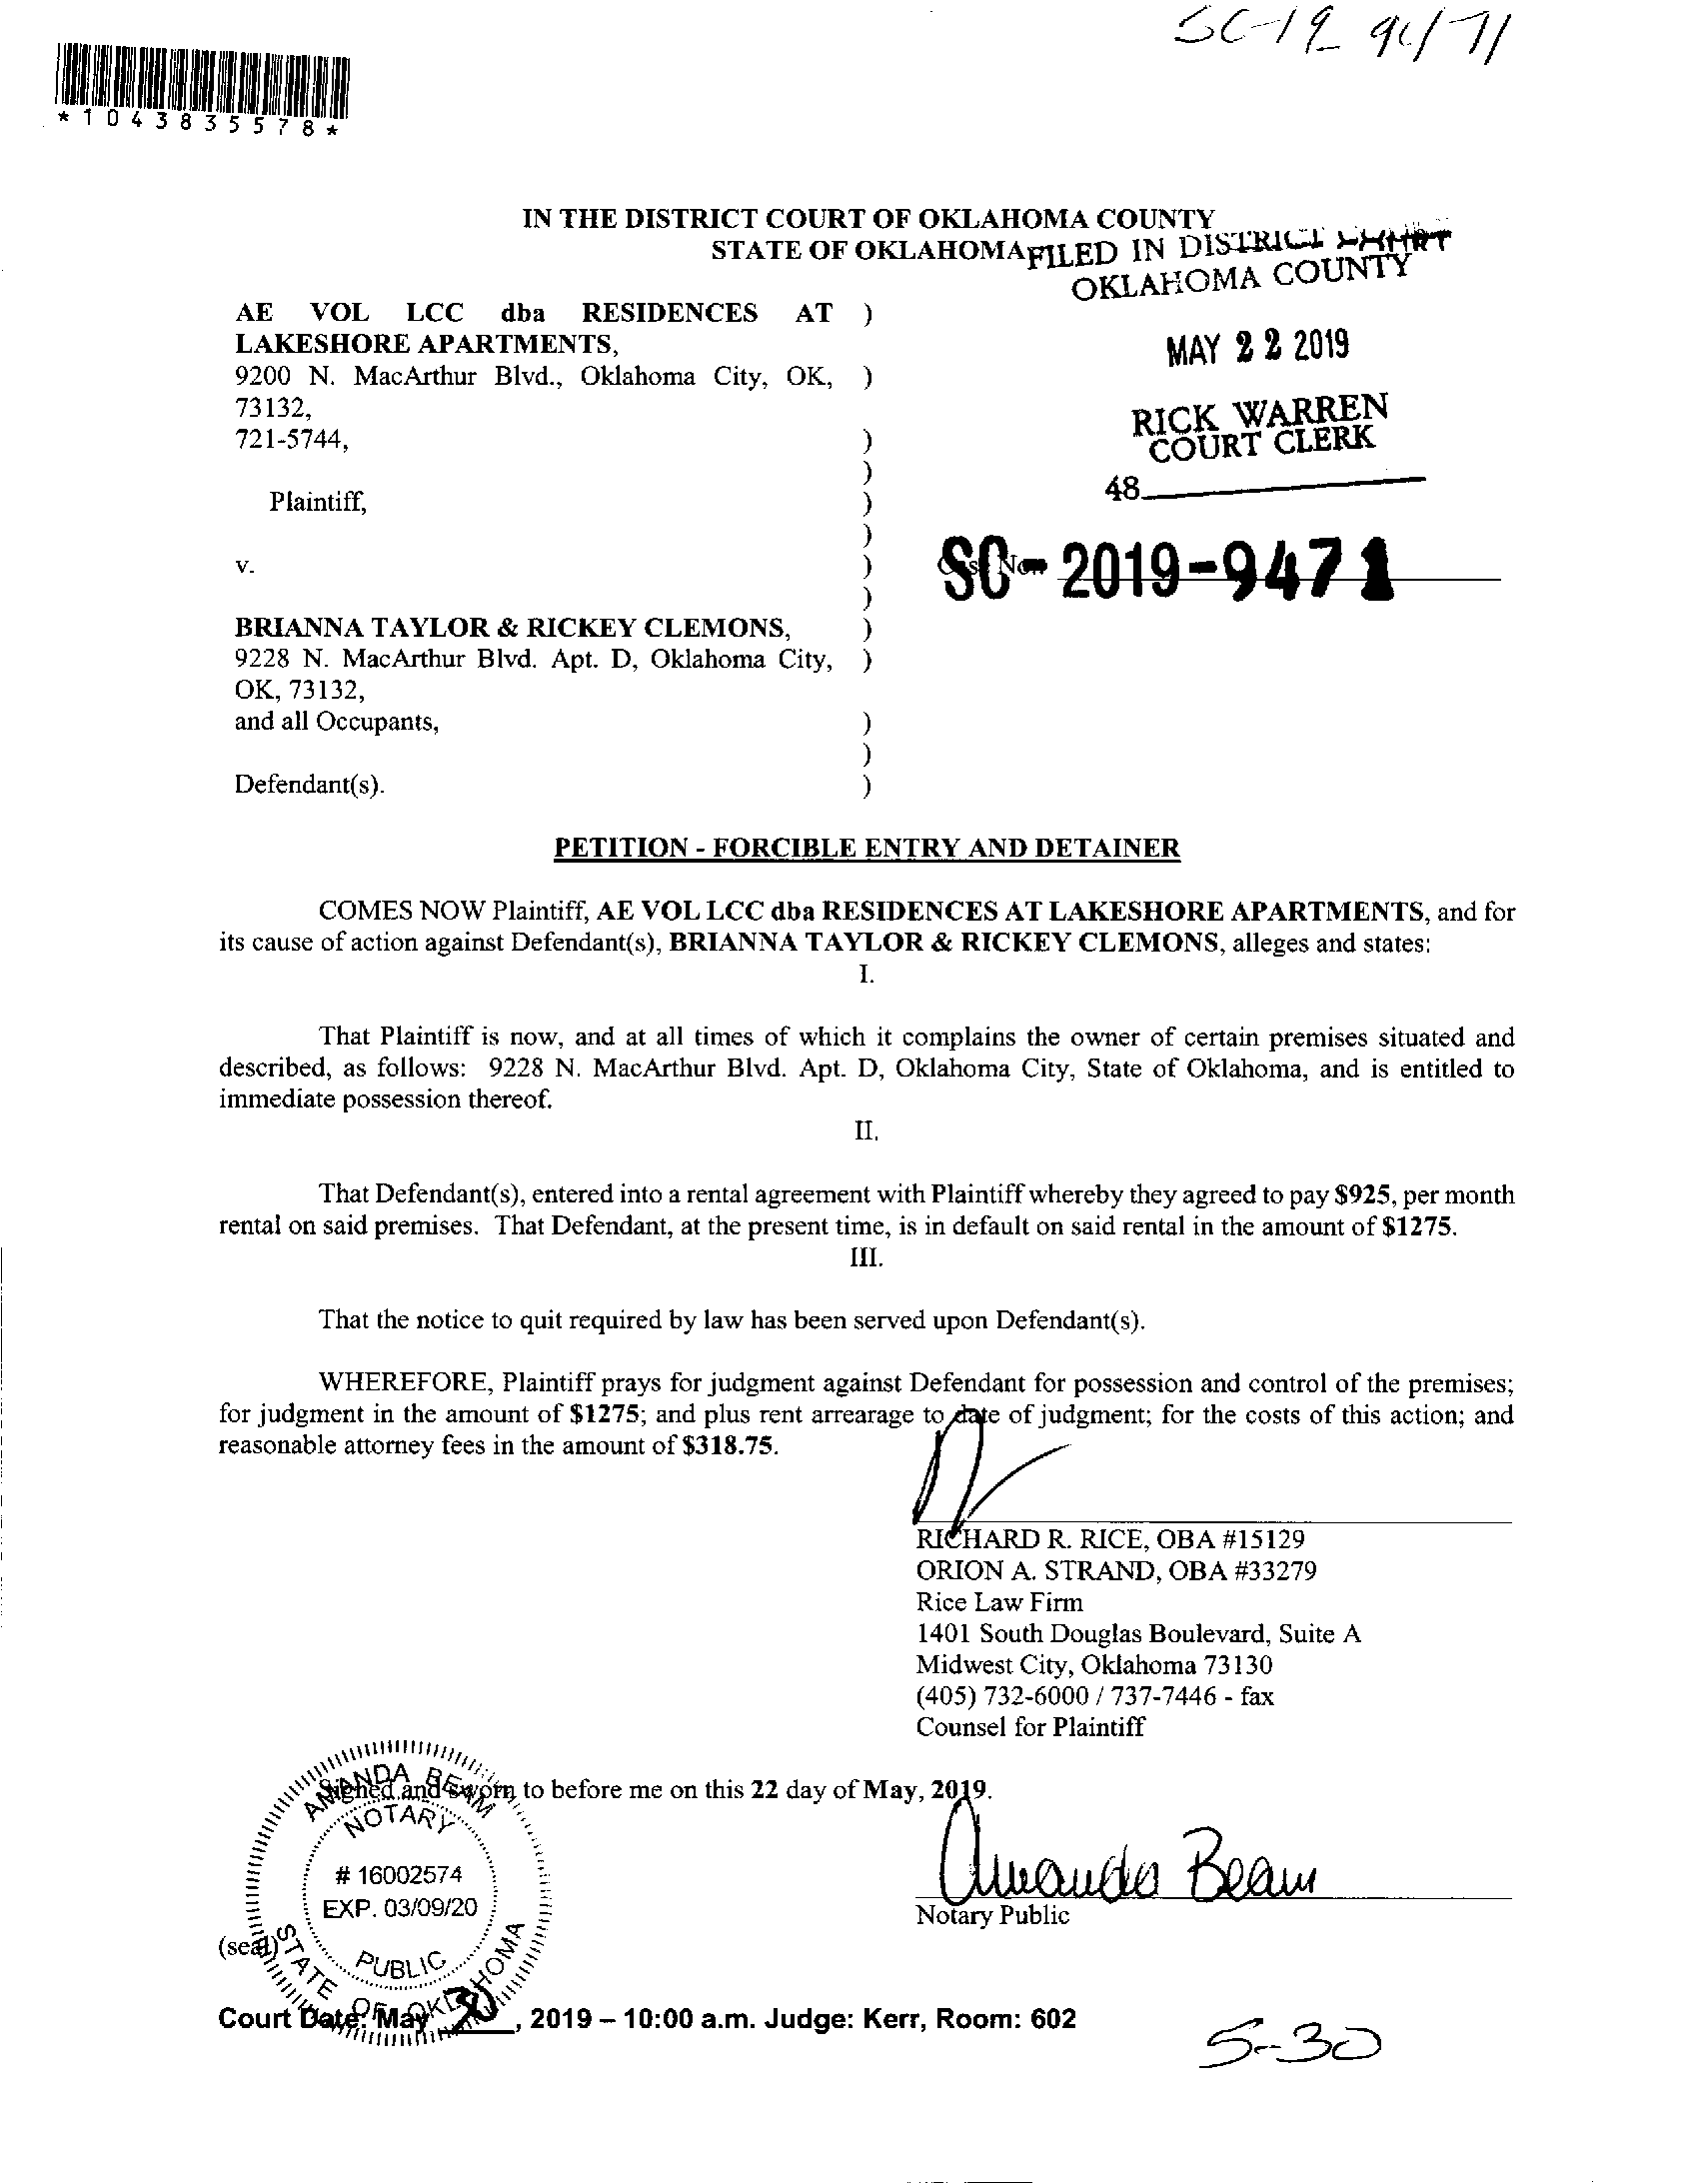 SC-19 9471
*1043835578*
IN THE DISTRICT COURT OF OKLAHOMA COUNTY
STATE OF OKLAHOMA
FILED IN DISTRICT COURT
OKLAHOMA COUNTY
MAY 22 2019
RICK WARREN
COURT CLERK
48
AE VOL LCC dba RESIDENCES AT )
LAKESHORE APARTMENTS,
9200 N. MacArthur Blvd., Oklahoma City, OK, )
73132,
721-5744, )
)
Plaintiff, )
)
v. )
)
Case No.
SC-2019-9471
BRIANNA TAYLOR & RICKEY CLEMONS, )
9228 N. MacArthur Blvd. Apt. D, Oklahoma City, )
OK, 73132,
and all Occupants, )
)
Defendant(s). )
PETITION - FORCIBLE ENTRY AND DETAINER
COMES NOW Plaintiff, AE VOL LCC dba RESIDENCES AT LAKESHORE APARTMENTS, and for
its cause of action against Defendant(s), BRIANNA TAYLOR & RICKEY CLEMONS, alleges and states:
I.
That Plaintiff is now, and at all times of which it complains the owner of certain premises situated and
described, as follows: 9228 N. MacArthur Blvd. Apt. D, Oklahoma City, State of Oklahoma, and is entitled to
immediate possession thereof.
II.
That Defendant(s), entered into a rental agreement with Plaintiff whereby they agreed to pay $925, per month
rental on said premises. That Defendant, at the present time, is in default on said rental in the amount of $1275.
III.
That the notice to quit required by law has been served upon Defendant(s).
WHEREFORE, Plaintiff prays for judgment against Defendant for possession and control of the premises;
for judgment in the amount of $1275; and plus rent arrearage to date of judgment; for the costs of this action; and
reasonable attorney fees in the amount of $318.75.
RICHARD R. RICE, OBA #15129
ORION A. STRAND, OBA #33279
Rice Law Firm
1401 South Douglas Boulevard, Suite A
Midwest City, Oklahoma 73130
(405) 732-6000 / 737-7446 - fax
Counsel for Plaintiff
Signed and sworn to before me on this 22 day of May, 2019.
Amanda Beam
Notary Public
AMANDA BEAM
NOTARY
# 16002574
EXP. 03/09/20
PUBLIC
STATE OF OKLAHOMA
(seal)
Court Date: May 30, 2019 – 10:00 a.m. Judge: Kerr, Room: 602
5-30